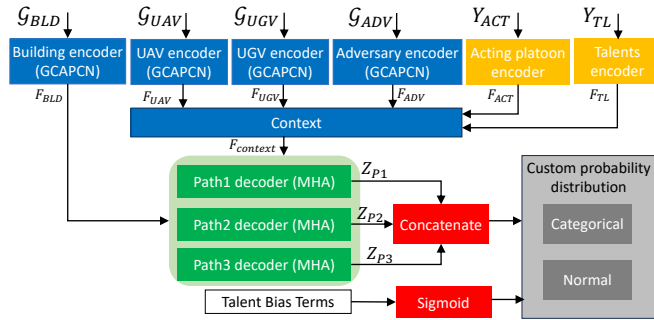 𝒢_BLD 𝒢_UAV 𝒢_UGV 𝒢_ADV Y_ACT Y_TL
Building encoder
(GCAPCN)
UAV encoder
(GCAPCN)
UGV encoder
(GCAPCN)
Adversary encoder
(GCAPCN)
Acting platoon
encoder
Talents
encoder
F_BLD F_UAV F_UGV F_ADV F_ACT F_TL
Context
F_context
Path1 decoder (MHA)
Z_P1
Path2 decoder (MHA)
Z_P2
Path3 decoder (MHA)
Z_P3
Concatenate
Custom probability
distribution
Categorical
Normal
Talent Bias Terms
Sigmoid